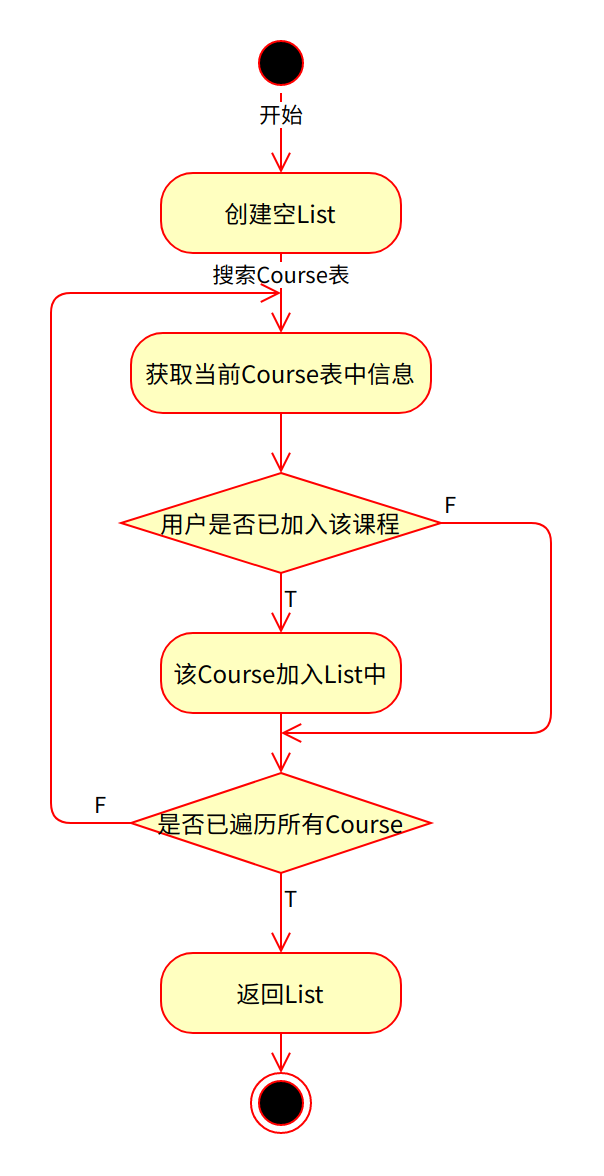 开始
创建空List
搜索Course表
获取当前Course表中信息
用户是否已加入该课程
F
T
该Course加入List中
F
是否已遍历所有Course
T
返回List